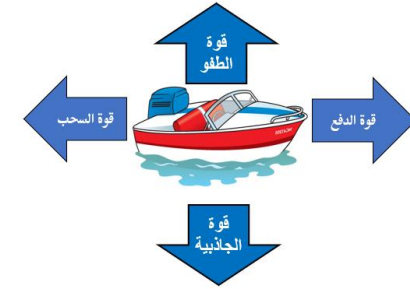 قوة
الطفو
قوة الدفع
قوة السحب
قوة
الجاذبية